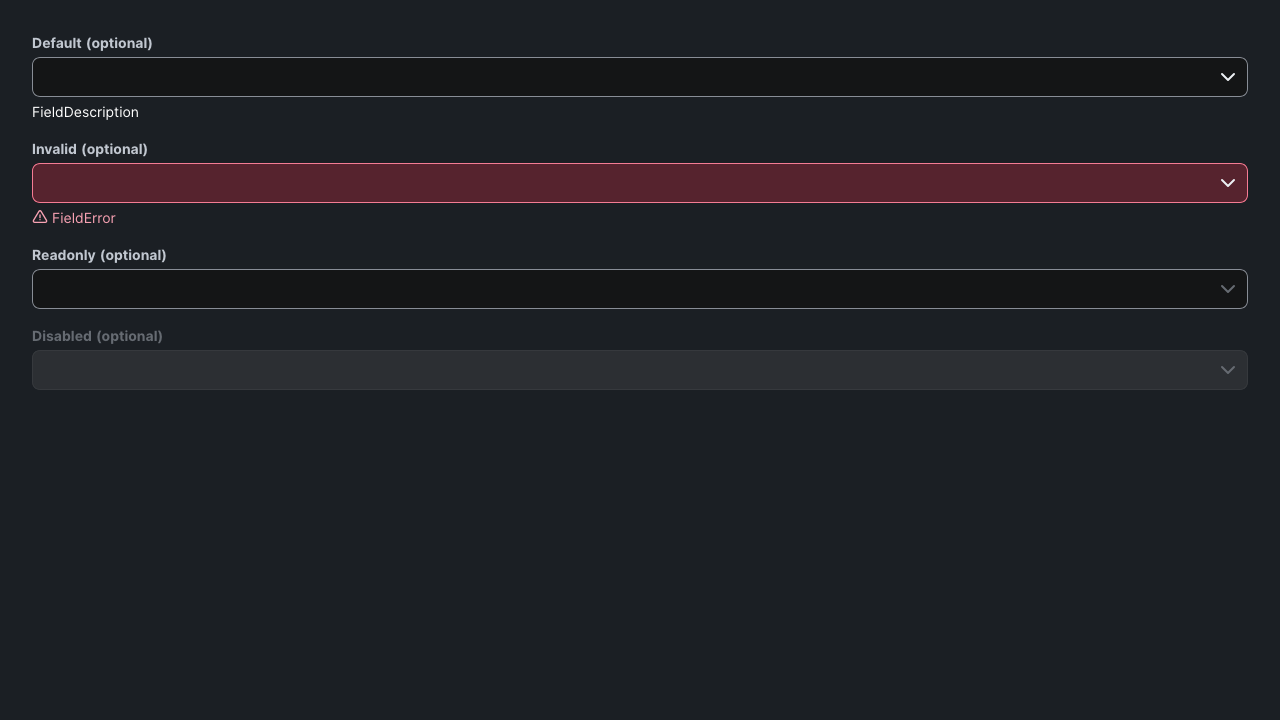 Default (optional)
FieldDescription
Invalid (optional)
FieldError
Readonly (optional)
Disabled (optional)